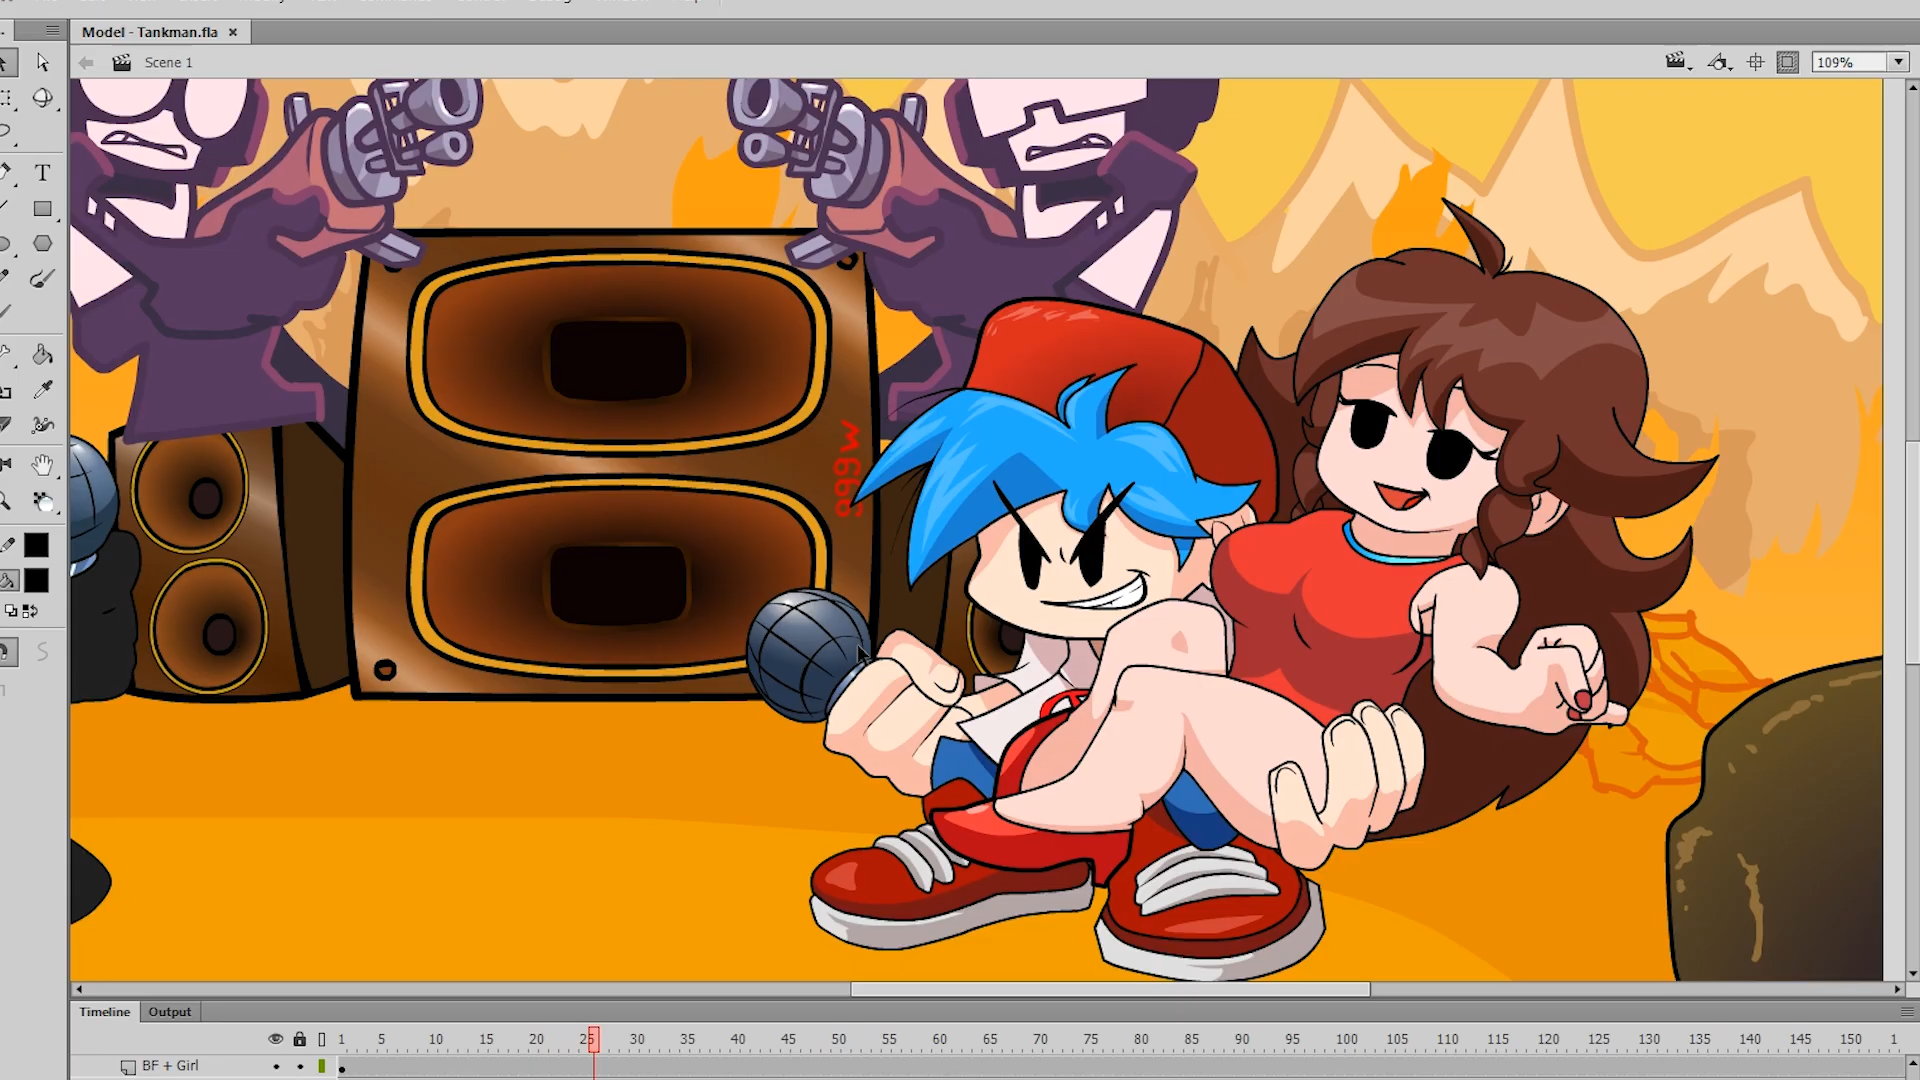 Model - Tankman.fla
Scene 1
109%
T
999w
Timeline
Output
1 5 10 15 20 25 30 35 40 45 50 55 60 65 70 75 80 85 90 95 100 105 110 115 120 125 130 135 140 145 150 1
BF + Girl